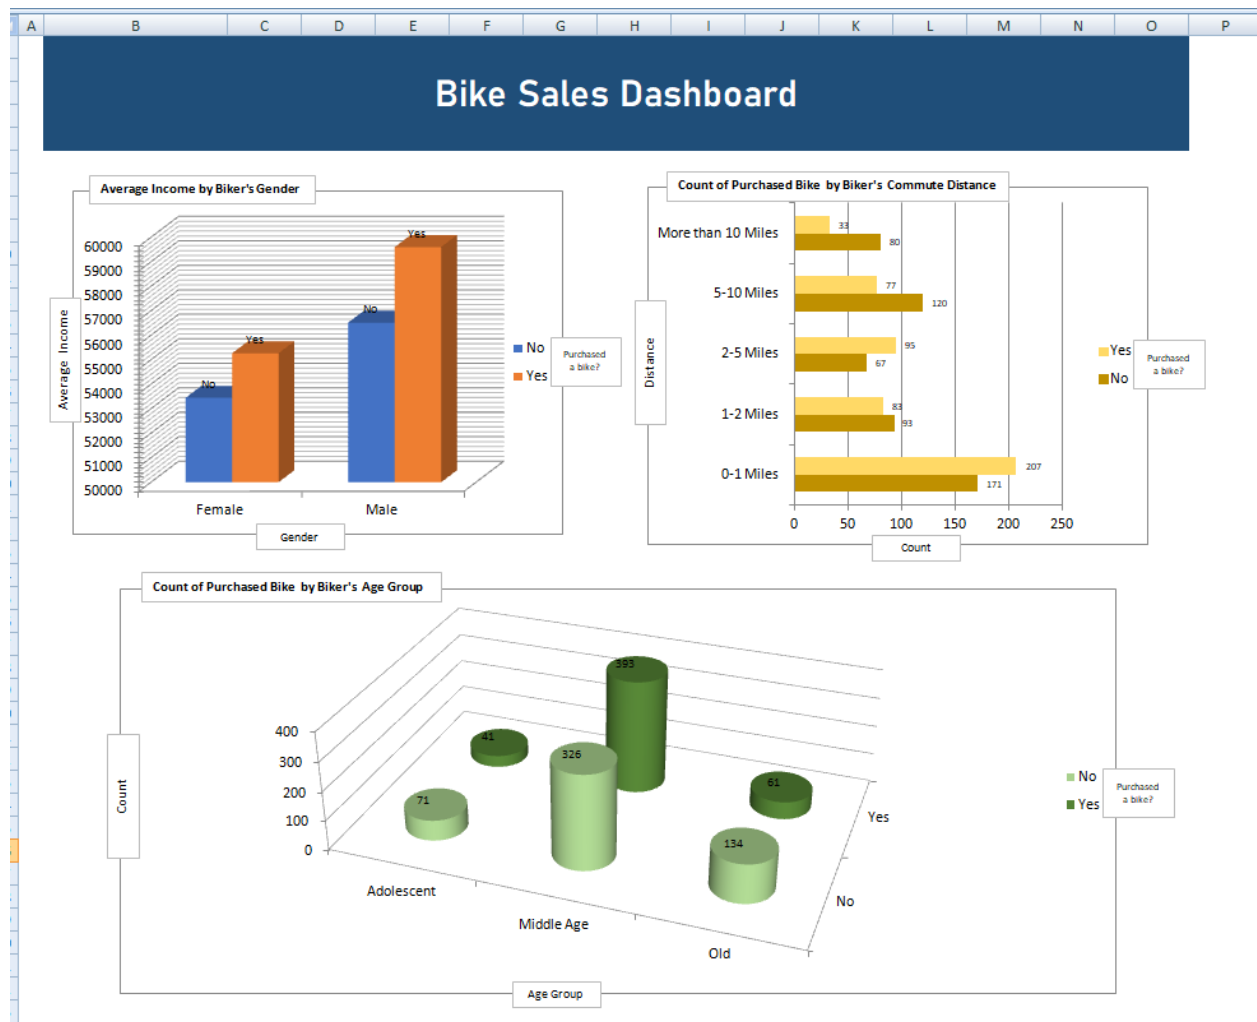 A B C D E F G H I J K L M N O P
Bike Sales Dashboard
Average Income by Biker's Gender
60000
59000
58000
57000
56000
55000
54000
53000
52000
51000
50000
Average Income
No
Yes
No
Yes
Female
Male
Gender
No
Yes
Purchased
a bike?
Count of Purchased Bike by Biker's Commute Distance
Distance
More than 10 Miles
33
80
5-10 Miles
77
120
2-5 Miles
95
67
1-2 Miles
83
93
0-1 Miles
207
171
0 50 100 150 200 250
Count
Yes
No
Purchased
a bike?
Count of Purchased Bike by Biker's Age Group
Count
400
300
200
100
0
41
393
61
71
326
134
Adolescent
Middle Age
Old
Yes
No
Age Group
No
Yes
Purchased
a bike?